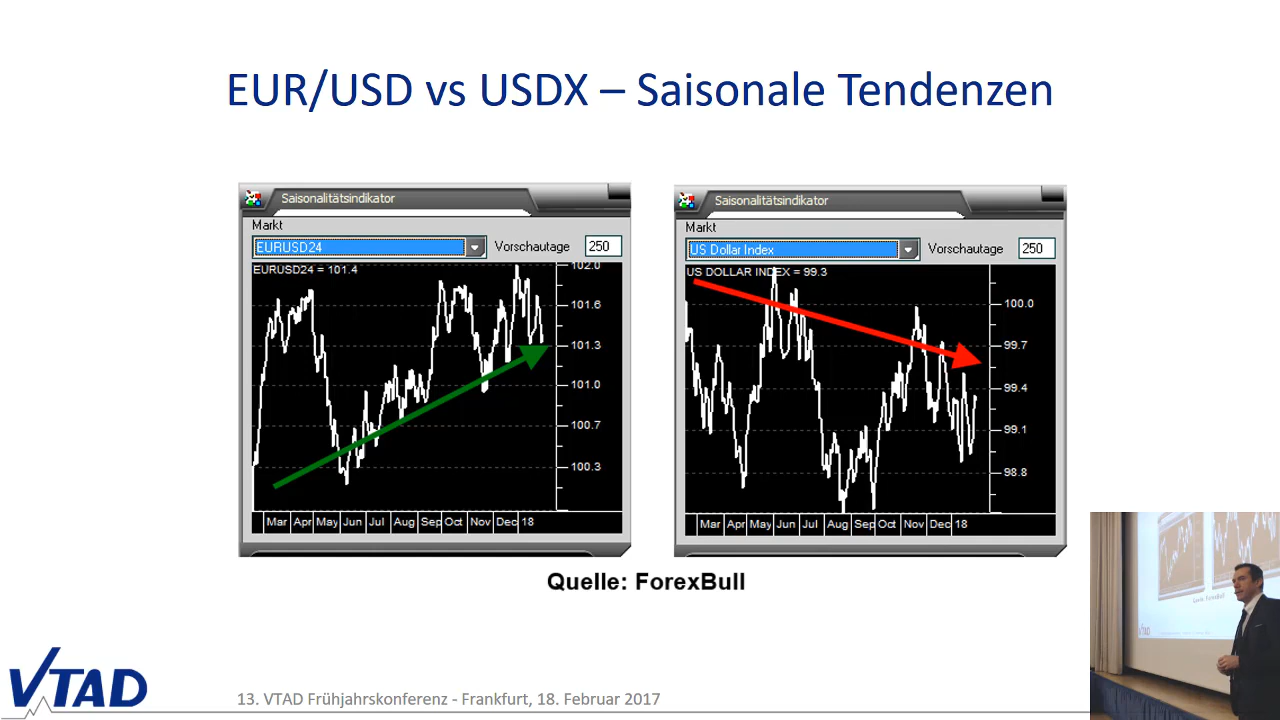 EUR/USD vs USDX – Saisonale Tendenzen
Saisonalitätsindikator
Markt
EURUSD24
Vorschautage
250
EURUSD24 = 101.4
102.0
101.6
101.3
101.0
100.7
100.3
Mar Apr May Jun Jul Aug Sep Oct Nov Dec 18
Saisonalitätsindikator
Markt
US Dollar Index
Vorschautage
250
US DOLLAR INDEX = 99.3
100.0
99.7
99.4
99.1
98.8
Mar Apr May Jun Jul Aug Sep Oct Nov Dec 18
Quelle: ForexBull
VTAD
13. VTAD Frühjahrskonferenz - Frankfurt, 18. Februar 2017